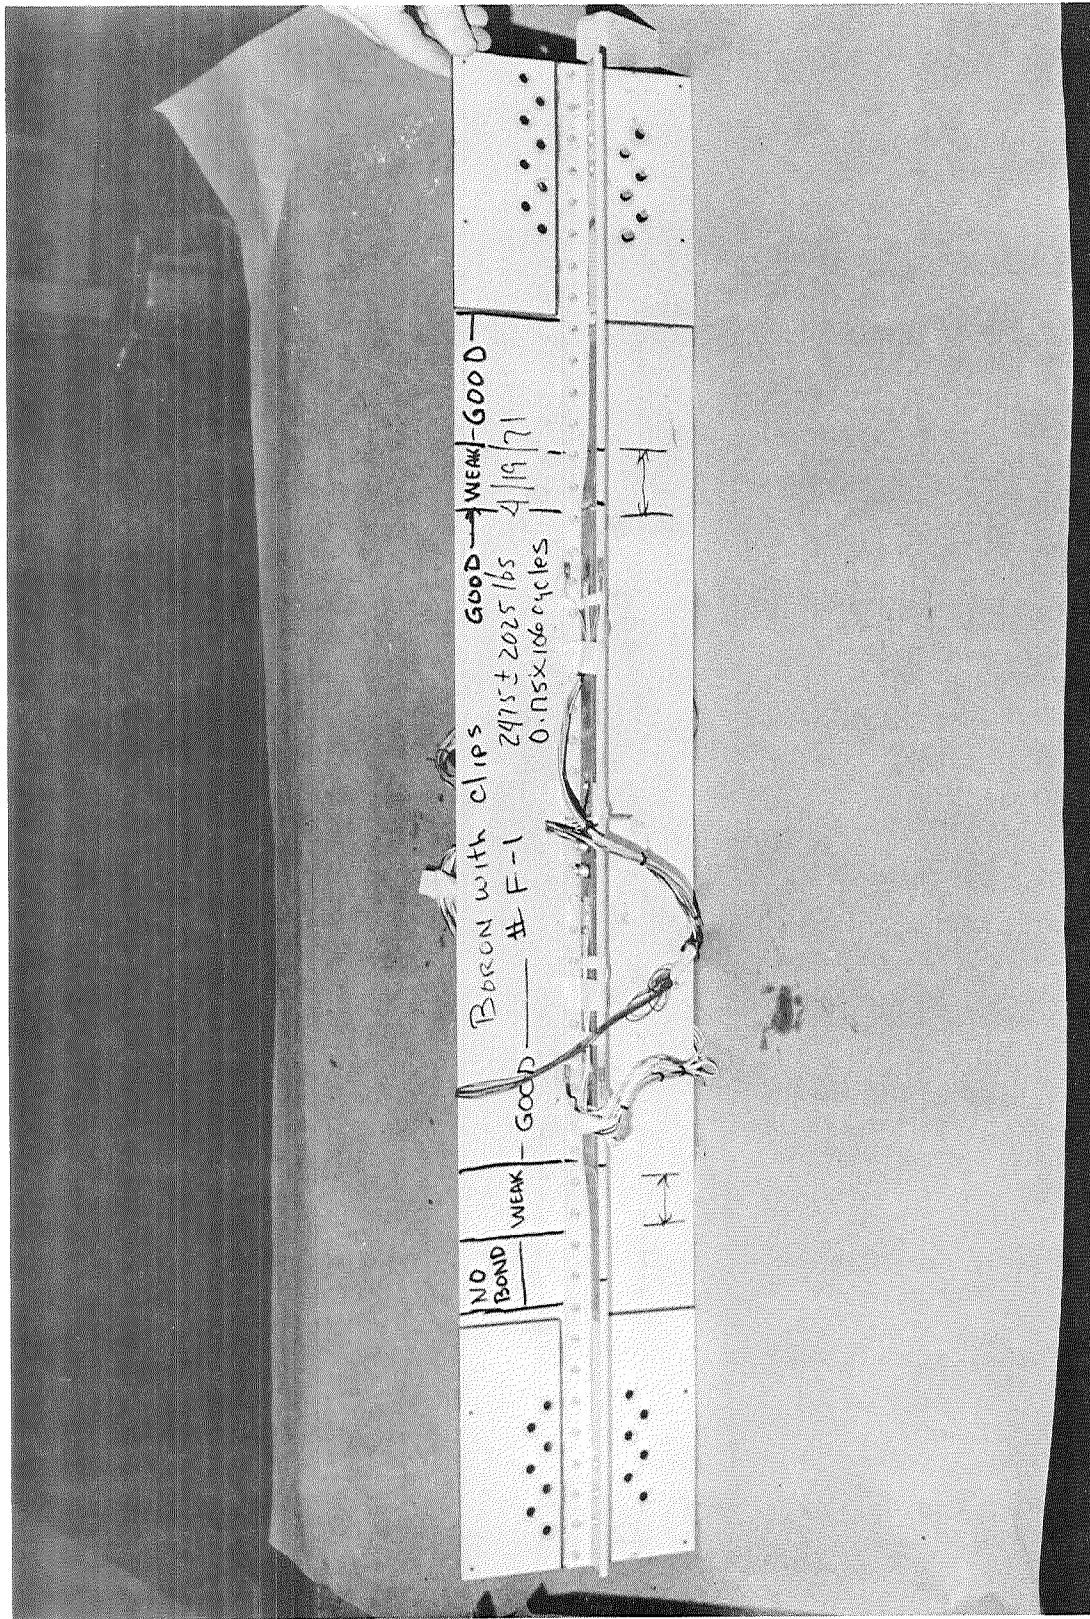 NO BOND
WEAK
GOOD
BORON with clips
# F-1
GOOD
WEAK
GOOD
2475 ± 2025 lbs
4/19/71
0.175x106 cycles